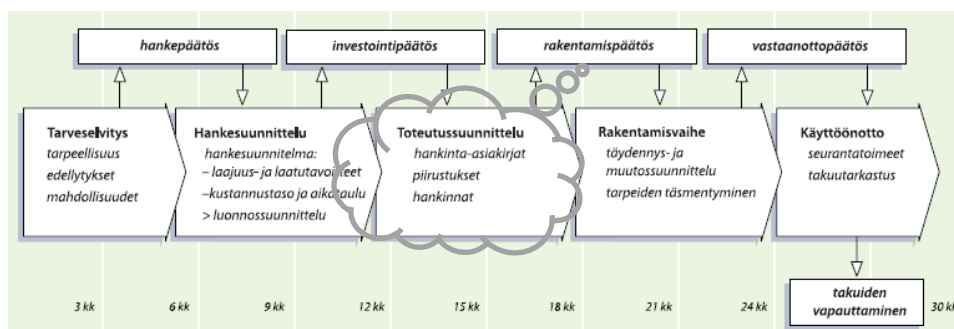 hankepäätös
investointipäätös
rakentamispäätös
vastaanottopäätös
Tarveselvitys
tarpeellisuus
edellytykset
mahdollisuudet
Hankesuunnittelu
hankesuunnitelma:
– laajuus- ja laatutavoitteet
–kustannustaso ja aikataulu
> luonnossuunnittelu
Toteutussuunnittelu
hankinta-asiakirjat
piirustukset
hankinnat
Rakentamisvaihe
täydennys- ja
muutossuunnittelu
tarpeiden täsmentyminen
Käyttöönotto
seurantatoimeet
takuutarkastus
takuiden
vapauttaminen
3 kk
6 kk
9 kk
12 kk
15 kk
18 kk
21 kk
24 kk
30 kk